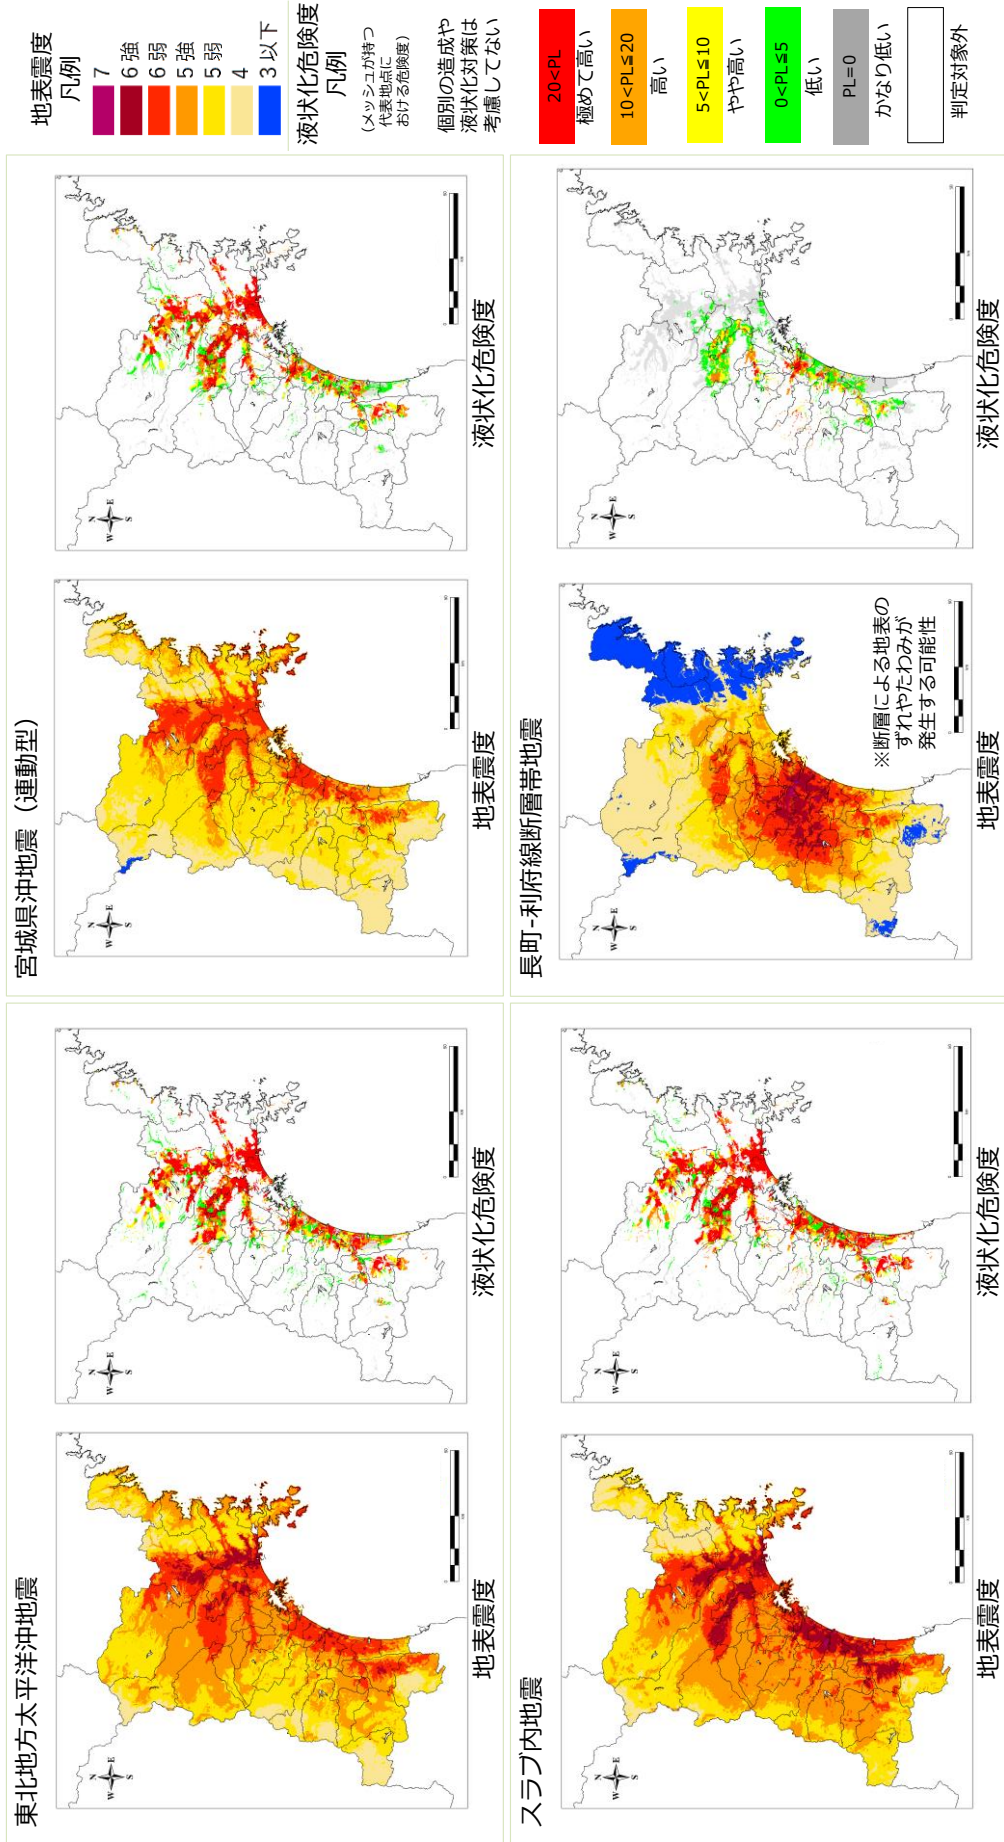 東北地方太平洋沖地震
地表震度
液状化危険度
宮城県沖地震（連動型）
地表震度
液状化危険度
スラブ内地震
地表震度
液状化危険度
長町-利府線断層帯地震
※断層による地表の
ずれやたわみが
発生する可能性
地表震度
液状化危険度
地表震度
凡例
7
6強
6弱
5強
5弱
4
3以下
液状化危険度
凡例
（メッシュが持つ
代表地点に
おける危険度）
個別の造成や
液状化対策は
考慮してない
20<PL
極めて高い
10<PL≦20
高い
5<PL≦10
やや高い
0<PL≦5
低い
PL=0
かなり低い
判定対象外
N
W E
S
N
W E
S
N
W E
S
N
W E
S
N
W E
S
N
W E
S
N
W E
S
N
W E
S